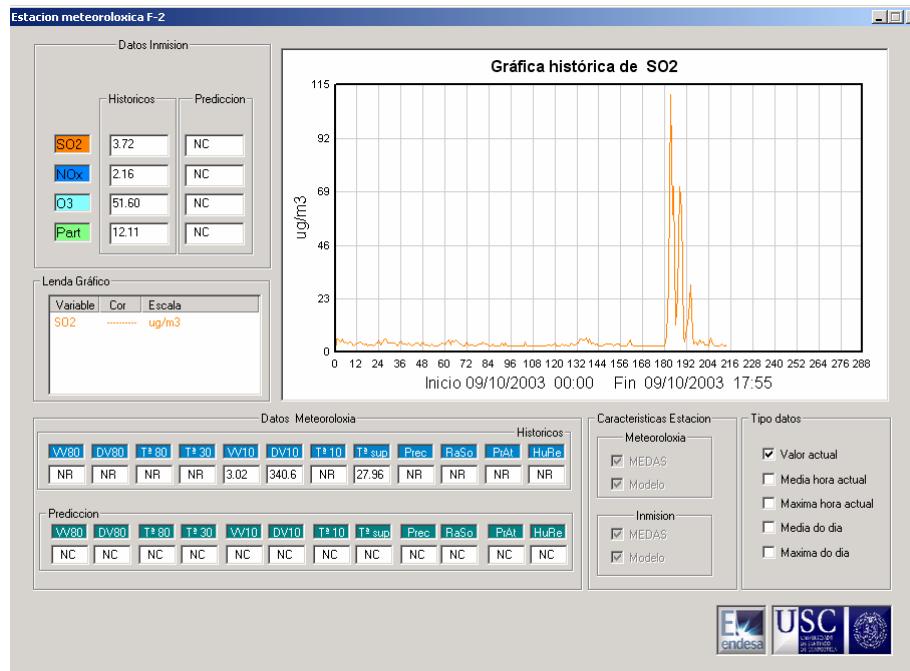 Estacion meteoroloxica F-2
Datos Inmision
Historicos Prediccion
SO2 3.72 NC
NOx 2.16 NC
O3 51.60 NC
Part 12.11 NC
Gráfica histórica de SO2
115
92
69
46
23
0
ug/m3
0 12 24 36 48 60 72 84 96 108 120 132 144 156 168 180 192 204 216 228 240 252 264 276 288
Inicio 09/10/2003 00:00 Fin 09/10/2003 17:55
Lenda Gráfico
Variable Cor Escala
SO2 --------- ug/m3
Datos Meteoroloxia
Historicos
VV80 DV80 Tª 80 Tª 30 VV10 DV10 Tª 10 Tª sup Prec RaSo PrAt HuRe
NR NR NR NR 3.02 340.6 NR 27.96 NR NR NR NR
Prediccion
VV80 DV80 Tª 80 Tª 30 VV10 DV10 Tª 10 Tª sup Prec RaSo PrAt HuRe
NC NC NC NC NC NC NC NC NC NC NC NC
Caracteristicas Estacion
Meteoroloxia
MEDAS
Modelo
Inmision
MEDAS
Modelo
Tipo datos
Valor actual
Media hora actual
Maxima hora actual
Media do dia
Maxima do dia
endesa
USC